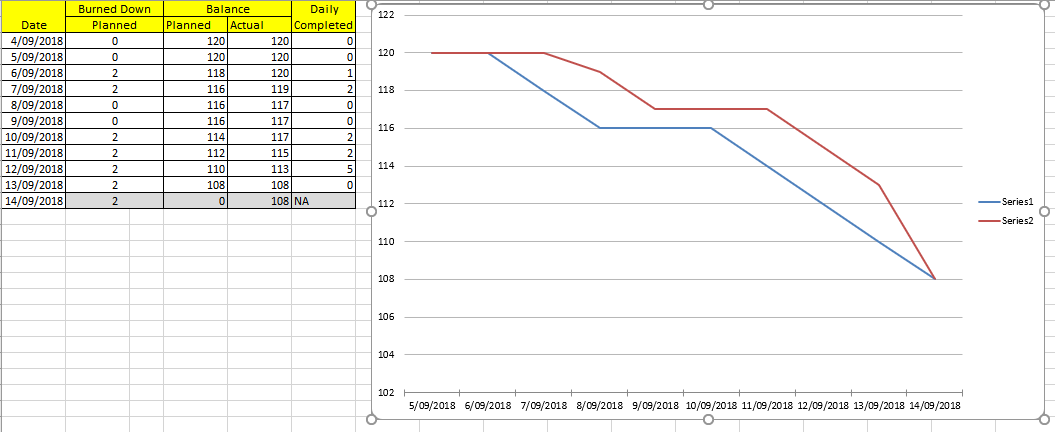 Burned Down Balance Daily
Date Planned Planned Actual Completed
4/09/2018 0 120 120 0
5/09/2018 0 120 120 0
6/09/2018 2 118 120 1
7/09/2018 2 116 119 2
8/09/2018 0 116 117 0
9/09/2018 0 116 117 0
10/09/2018 2 114 117 2
11/09/2018 2 112 115 2
12/09/2018 2 110 113 5
13/09/2018 2 108 108 0
14/09/2018 2 0 108 NA
122
120
118
116
114
112
110
108
106
104
102
5/09/2018 6/09/2018 7/09/2018 8/09/2018 9/09/2018 10/09/2018 11/09/2018 12/09/2018 13/09/2018 14/09/2018
Series1
Series2